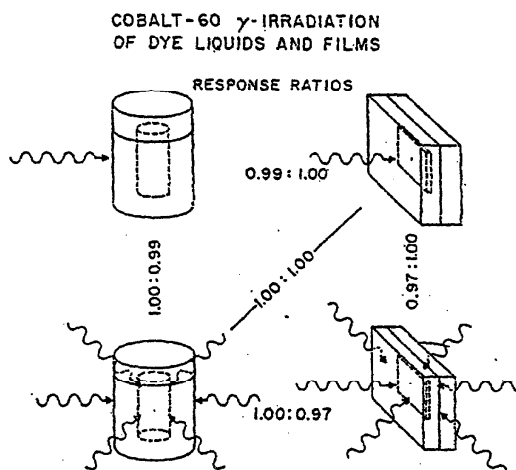 COBALT-60 γ-IRRADIATION
OF DYE LIQUIDS AND FILMS
RESPONSE RATIOS
0.99:1.00
1.00:0.99
1.00:1.00
0.97:1.00
1.00:0.97